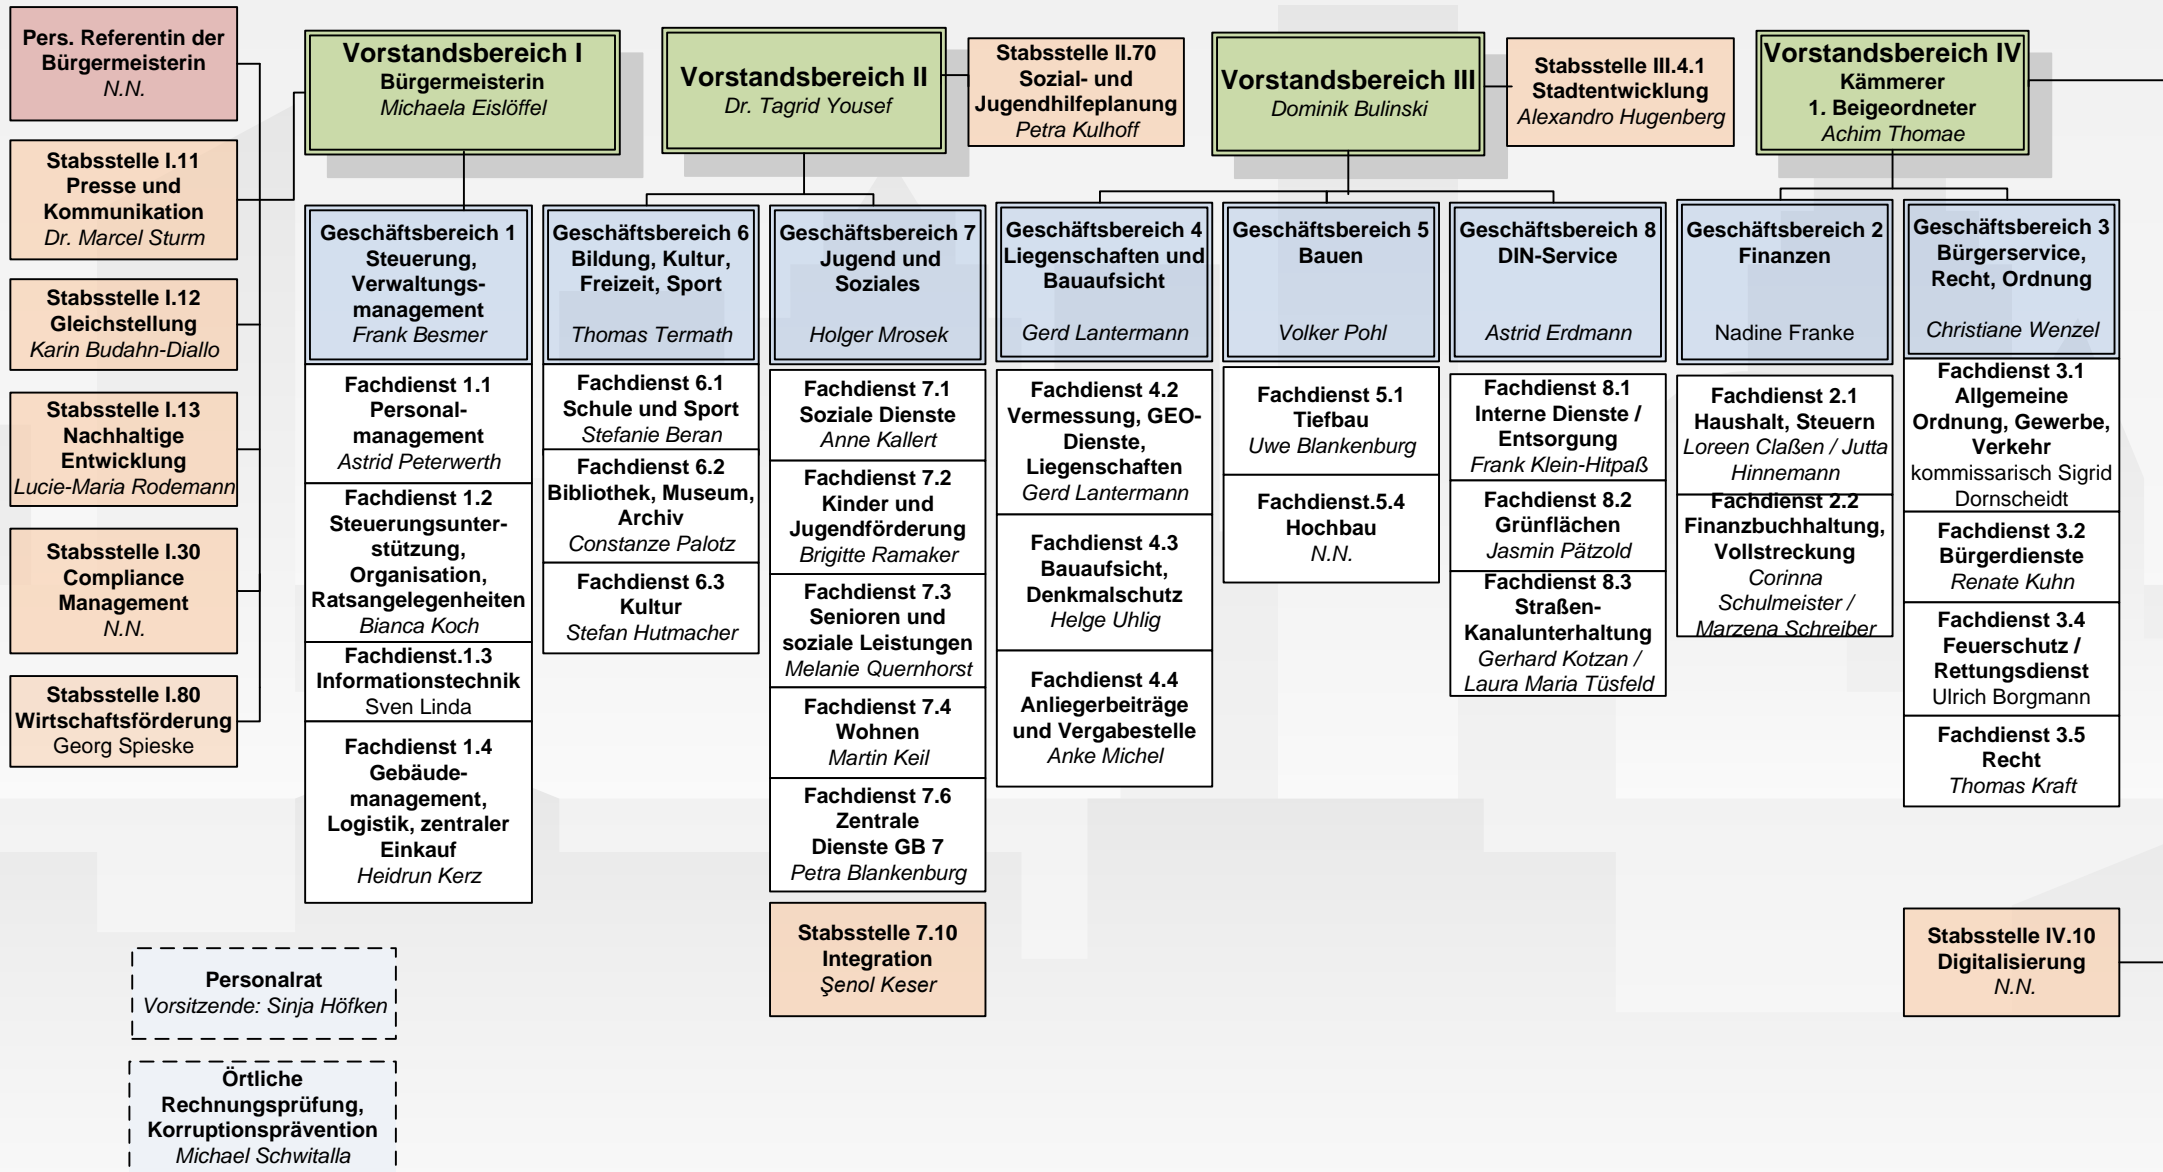 Pers. Referentin der
Bürgermeisterin
N.N.
Stabsstelle I.11
Presse und
Kommunikation
Dr. Marcel Sturm
Stabsstelle I.12
Gleichstellung
Karin Budahn-Diallo
Stabsstelle I.13
Nachhaltige
Entwicklung
Lucie-Maria Rodemann
Stabsstelle I.30
Compliance
Management
N.N.
Stabsstelle I.80
Wirtschaftsförderung
Georg Spieske
Vorstandsbereich I
Bürgermeisterin
Michaela Eislöffel
Geschäftsbereich 1
Steuerung,
Verwaltungs-
management
Frank Besmer
Fachdienst 1.1
Personal-
management
Astrid Peterwerth
Fachdienst 1.2
Steuerungsunter-
stützung,
Organisation,
Ratsangelegenheiten
Bianca Koch
Fachdienst.1.3
Informationstechnik
Sven Linda
Fachdienst 1.4
Gebäude-
management,
Logistik, zentraler
Einkauf
Heidrun Kerz
Vorstandsbereich II
Dr. Tagrid Yousef
Stabsstelle II.70
Sozial- und
Jugendhilfeplanung
Petra Kulhoff
Geschäftsbereich 6
Bildung, Kultur,
Freizeit, Sport
Thomas Termath
Fachdienst 6.1
Schule und Sport
Stefanie Beran
Fachdienst 6.2
Bibliothek, Museum,
Archiv
Constanze Palotz
Fachdienst 6.3
Kultur
Stefan Hutmacher
Geschäftsbereich 7
Jugend und
Soziales
Holger Mrosek
Fachdienst 7.1
Soziale Dienste
Anne Kallert
Fachdienst 7.2
Kinder und
Jugendförderung
Brigitte Ramaker
Fachdienst 7.3
Senioren und
soziale Leistungen
Melanie Quernhorst
Fachdienst 7.4
Wohnen
Martin Keil
Fachdienst 7.6
Zentrale
Dienste GB 7
Petra Blankenburg
Stabsstelle 7.10
Integration
Şenol Keser
Vorstandsbereich III
Dominik Bulinski
Stabsstelle III.4.1
Stadtentwicklung
Alexandro Hugenberg
Geschäftsbereich 4
Liegenschaften und
Bauaufsicht
Gerd Lantermann
Fachdienst 4.2
Vermessung, GEO-
Dienste,
Liegenschaften
Gerd Lantermann
Fachdienst 4.3
Bauaufsicht,
Denkmalschutz
Helge Uhlig
Fachdienst 4.4
Anliegerbeiträge
und Vergabestelle
Anke Michel
Geschäftsbereich 5
Bauen
Volker Pohl
Fachdienst 5.1
Tiefbau
Uwe Blankenburg
Fachdienst.5.4
Hochbau
N.N.
Geschäftsbereich 8
DIN-Service
Astrid Erdmann
Fachdienst 8.1
Interne Dienste /
Entsorgung
Frank Klein-Hitpaß
Fachdienst 8.2
Grünflächen
Jasmin Pätzold
Fachdienst 8.3
Straßen-
Kanalunterhaltung
Gerhard Kotzan /
Laura Maria Tüsfeld
Vorstandsbereich IV
Kämmerer
1. Beigeordneter
Achim Thomae
Geschäftsbereich 2
Finanzen
Nadine Franke
Fachdienst 2.1
Haushalt, Steuern
Loreen Claßen / Jutta
Hinnemann
Fachdienst 2.2
Finanzbuchhaltung,
Vollstreckung
Corinna
Schulmeister /
Marzena Schreiber
Geschäftsbereich 3
Bürgerservice,
Recht, Ordnung
Christiane Wenzel
Fachdienst 3.1
Allgemeine
Ordnung, Gewerbe,
Verkehr
kommissarisch Sigrid
Dornscheidt
Fachdienst 3.2
Bürgerdienste
Renate Kuhn
Fachdienst 3.4
Feuerschutz /
Rettungsdienst
Ulrich Borgmann
Fachdienst 3.5
Recht
Thomas Kraft
Stabsstelle IV.10
Digitalisierung
N.N.
Personalrat
Vorsitzende: Sinja Höfken
Örtliche
Rechnungsprüfung,
Korruptionsprävention
Michael Schwitalla